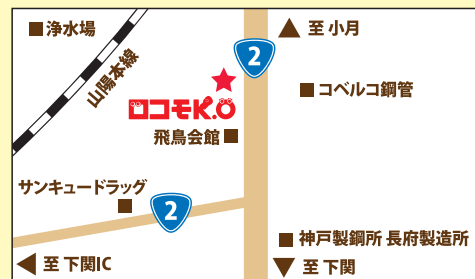 浄水場
至 小月
2
山陽本線
コベルコ鋼管
ロコモK.O
飛鳥会館
サンキュードラッグ
2
神戸製鋼所 長府製造所
至 下関IC
至 下関